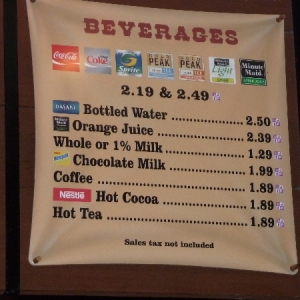 BEVERAGES
Coca-Cola Coke Sprite PEAK PEAK Light Minute Maid
2.19 & 2.49
DASANI Bottled Water 2.50
Orange Juice 2.39
Whole or 1% Milk 1.29
Nesquik Chocolate Milk 1.99
Coffee 1.89
Nestle Hot Cocoa 1.89
Hot Tea 1.89
Sales tax not included